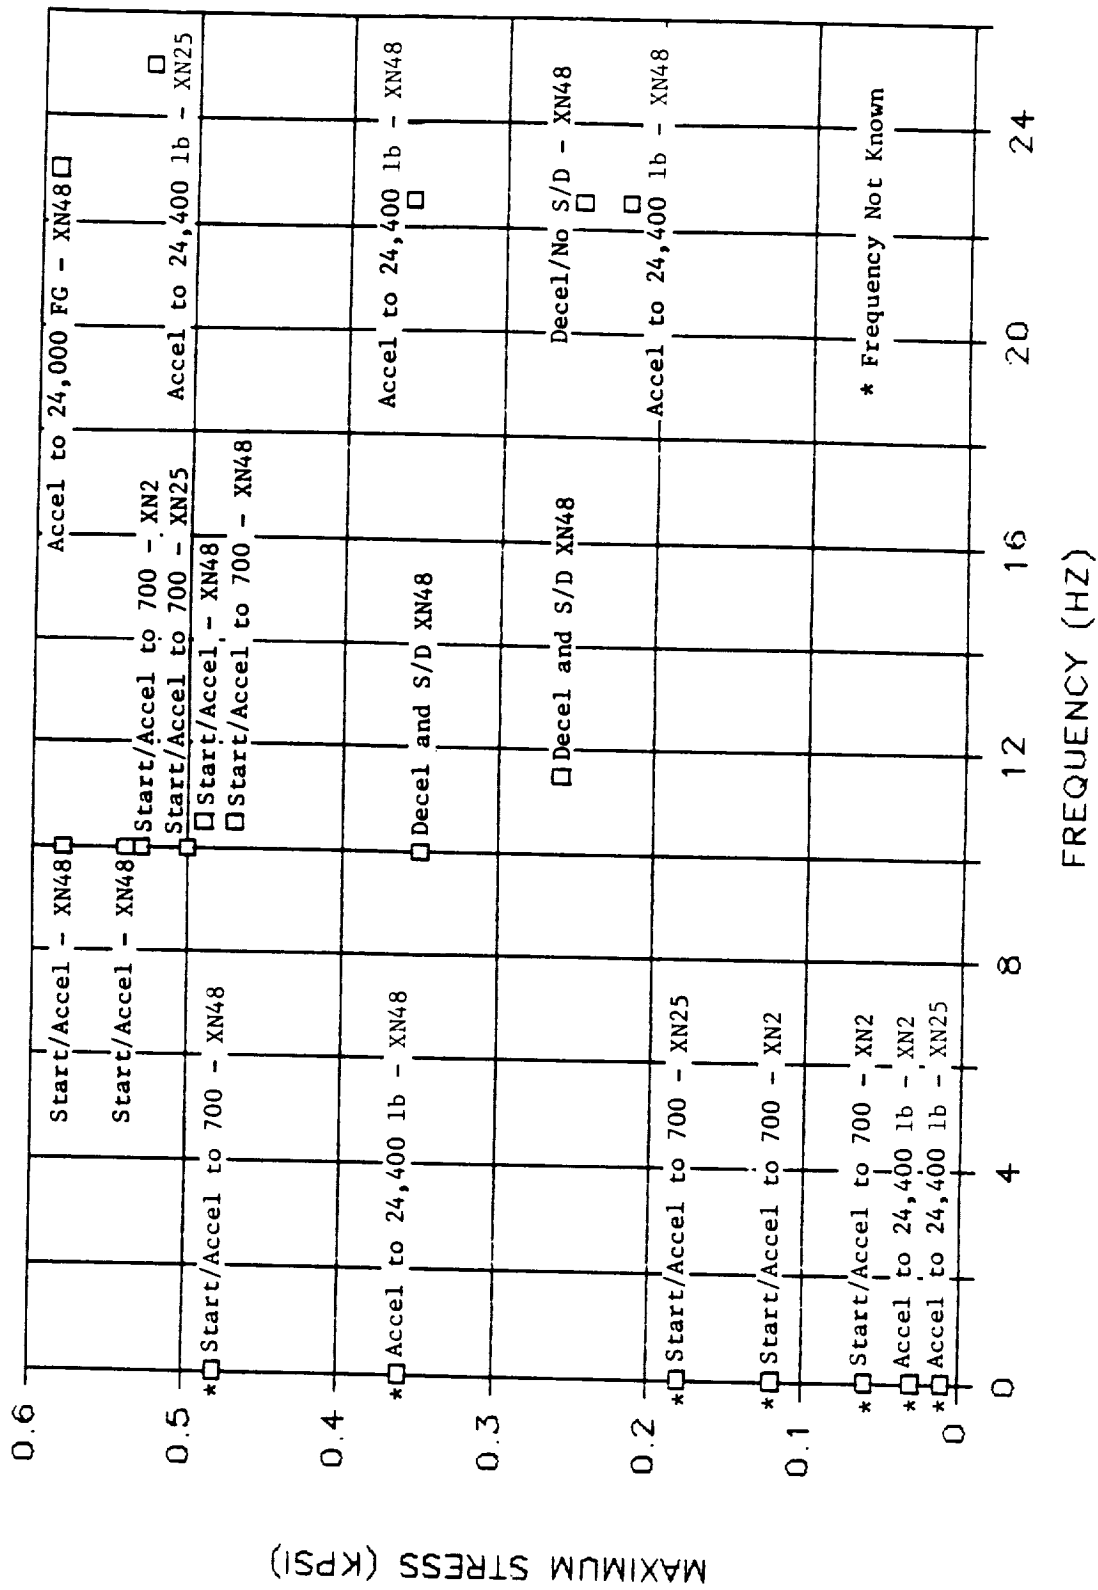 MAXIMUM STRESS (KPSI)
0.6
0.5
0.4
0.3
0.2
0.1
0
Accel to 24,000 FG - XN48
Accel to 24,400 lb - XN25
Start/Accel - XN48
Start/Accel - XN48
Start/Accel to 700 - XN2
Start/Accel to 700 - XN25
Start/Accel - XN48
Start/Accel to 700 - XN48
*Start/Accel to 700 - XN48
Accel to 24,400 lb - XN48
*Accel to 24,400 lb - XN48
Decel and S/D XN48
Decel/No S/D - XN48
Decel and S/D XN48
Accel to 24,400 lb - XN48
*Start/Accel to 700 - XN25
*Start/Accel to 700 - XN2
*Start/Accel to 700 - XN2
*Accel to 24,400 lb - XN2
*Accel to 24,400 lb - XN25
* Frequency Not Known
0
4
8
12
16
20
24
FREQUENCY (HZ)